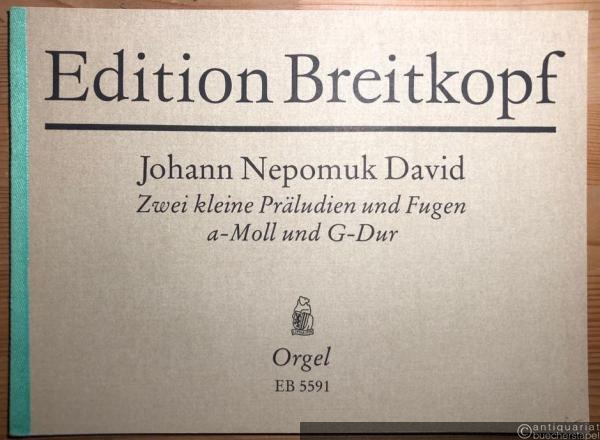 Edition Breitkopf
Johann Nepomuk David
Zwei kleine Präludien und Fugen
a-Moll und G-Dur
Orgel
EB 5591
antiquariat
buecherstapel